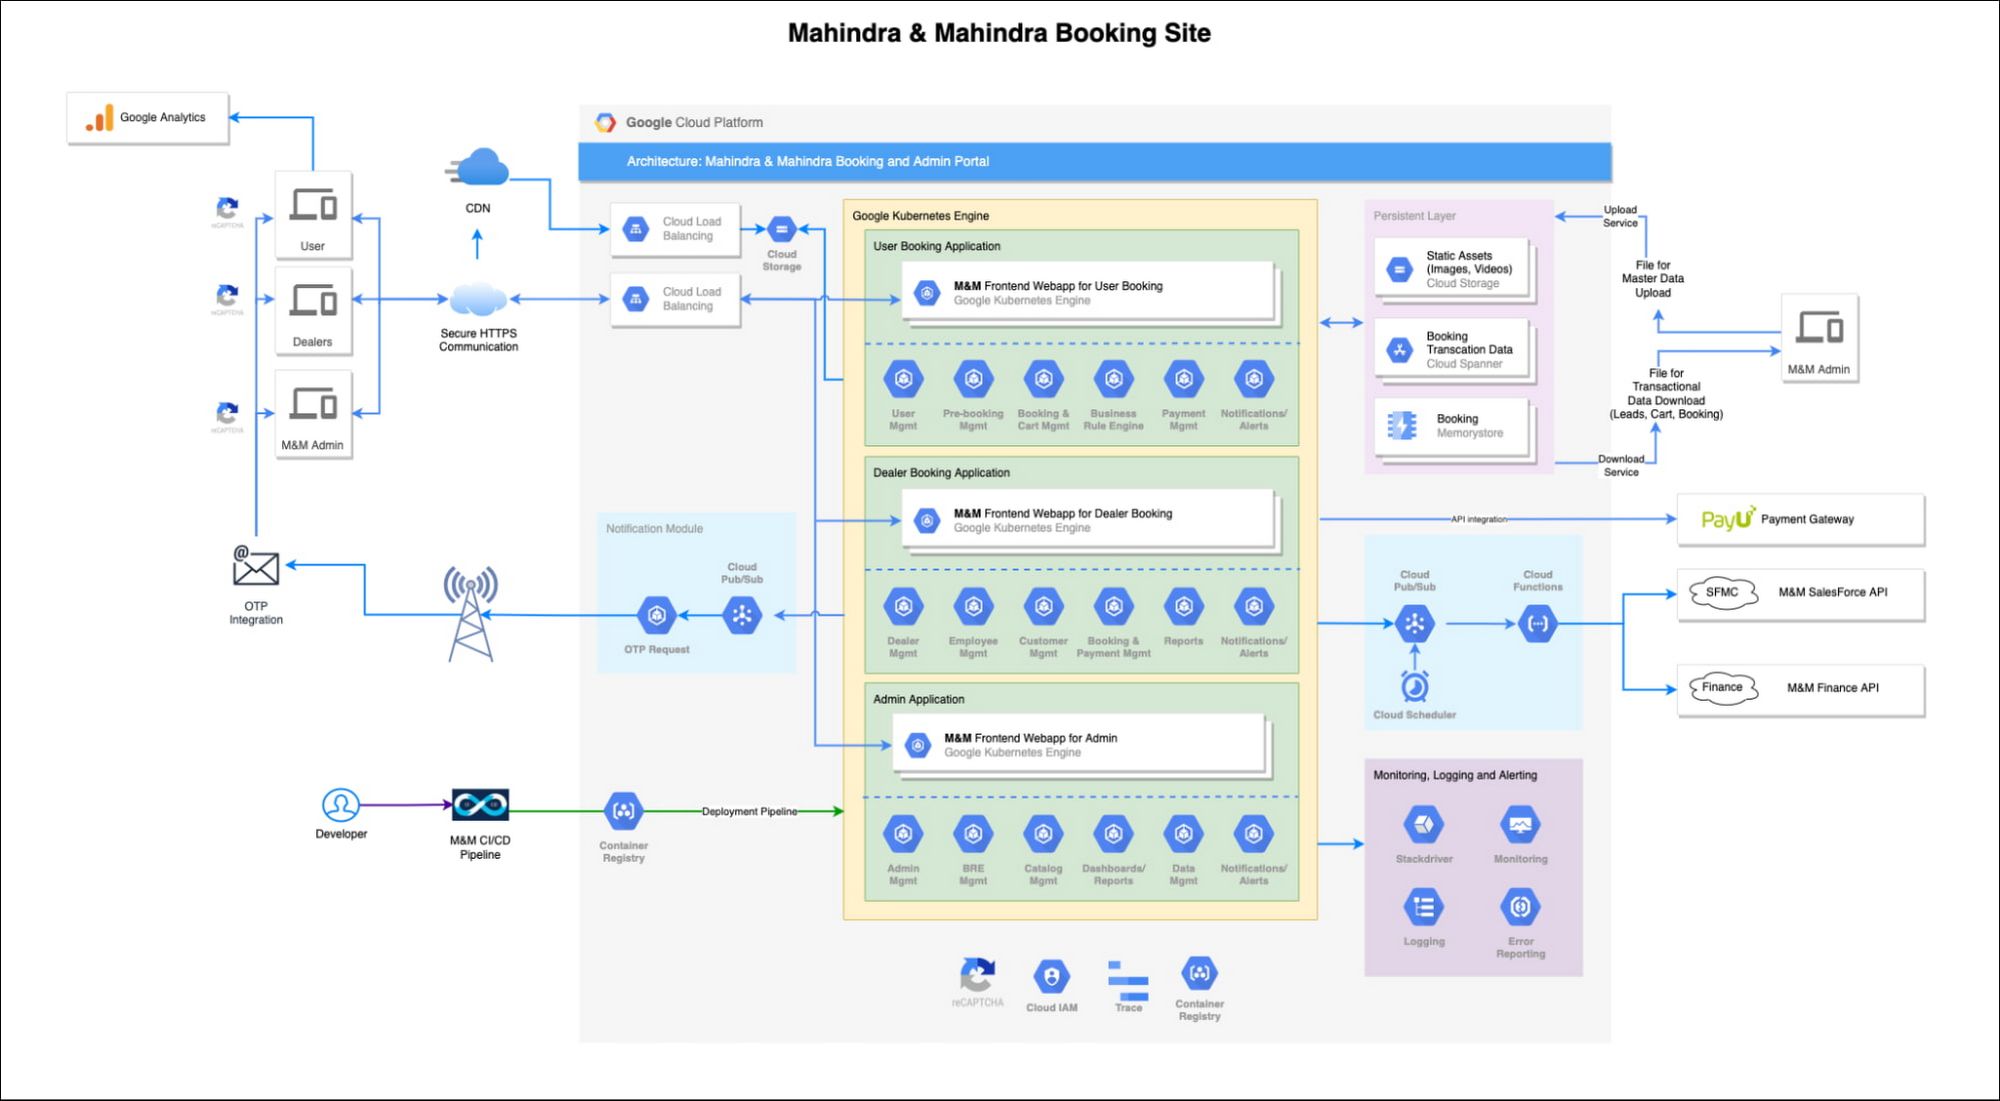 Mahindra & Mahindra Booking Site
Google Analytics
Google Cloud Platform
Architecture: Mahindra & Mahindra Booking and Admin Portal
reCAPTCHA
User
reCAPTCHA
Dealers
reCAPTCHA
M&M Admin
CDN
Secure HTTPS
Communication
Cloud Load
Balancing
Cloud
Storage
Cloud Load
Balancing
Google Kubernetes Engine
User Booking Application
M&M Frontend Webapp for User Booking
Google Kubernetes Engine
User
Mgmt
Pre-booking
Mgmt
Booking &
Cart Mgmt
Business
Rule Engine
Payment
Mgmt
Notifications/
Alerts
Dealer Booking Application
M&M Frontend Webapp for Dealer Booking
Google Kubernetes Engine
Dealer
Mgmt
Employee
Mgmt
Customer
Mgmt
Booking &
Payment Mgmt
Reports
Notifications/
Alerts
Admin Application
M&M Frontend Webapp for Admin
Google Kubernetes Engine
Admin
Mgmt
BRE
Mgmt
Catalog
Mgmt
Dashboards/
Reports
Data
Mgmt
Notifications/
Alerts
Persistent Layer
Static Assets
(Images, Videos)
Cloud Storage
Booking
Transcation Data
Cloud Spanner
Booking
Memorystore
Upload
Service
File for
Master Data
Upload
M&M Admin
File for
Transactional
Data Download
(Leads, Cart, Booking)
Download
Service
API integration
PayU
Payment Gateway
Cloud
Pub/Sub
Cloud
Functions
Cloud Scheduler
SFMC
M&M SalesForce API
Finance
M&M Finance API
Notification Module
Cloud
Pub/Sub
OTP Request
@
OTP
Integration
Developer
M&M CI/CD
Pipeline
Container
Registry
Deployment Pipeline
Monitoring, Logging and Alerting
Stackdriver
Monitoring
Logging
Error
Reporting
reCAPTCHA
Cloud IAM
Trace
Container
Registry